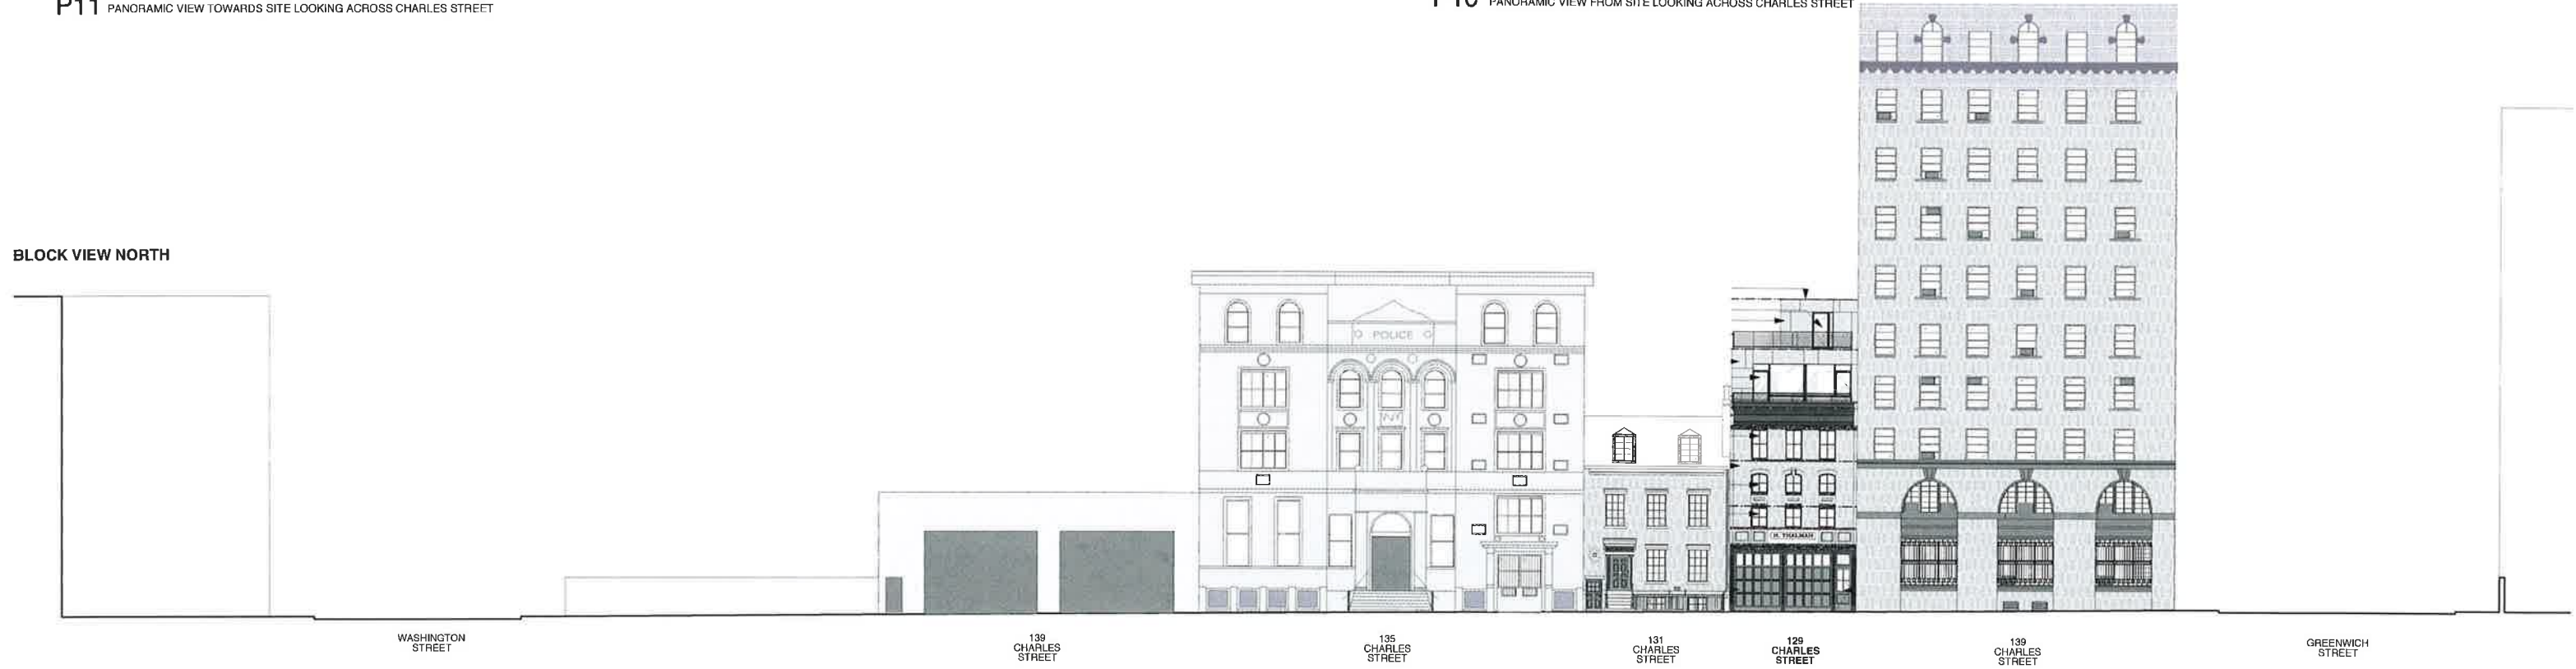 P11 PANORAMIC VIEW TOWARDS SITE LOOKING ACROSS CHARLES STREET
PANORAMIC VIEW FROM SITE LOOKING ACROSS CHARLES STREET
BLOCK VIEW NORTH
POLICE
H. THALMAN
WASHINGTON
STREET
139
CHARLES
STREET
135
CHARLES
STREET
131
CHARLES
STREET
129
CHARLES
STREET
139
CHARLES
STREET
GREENWICH
STREET